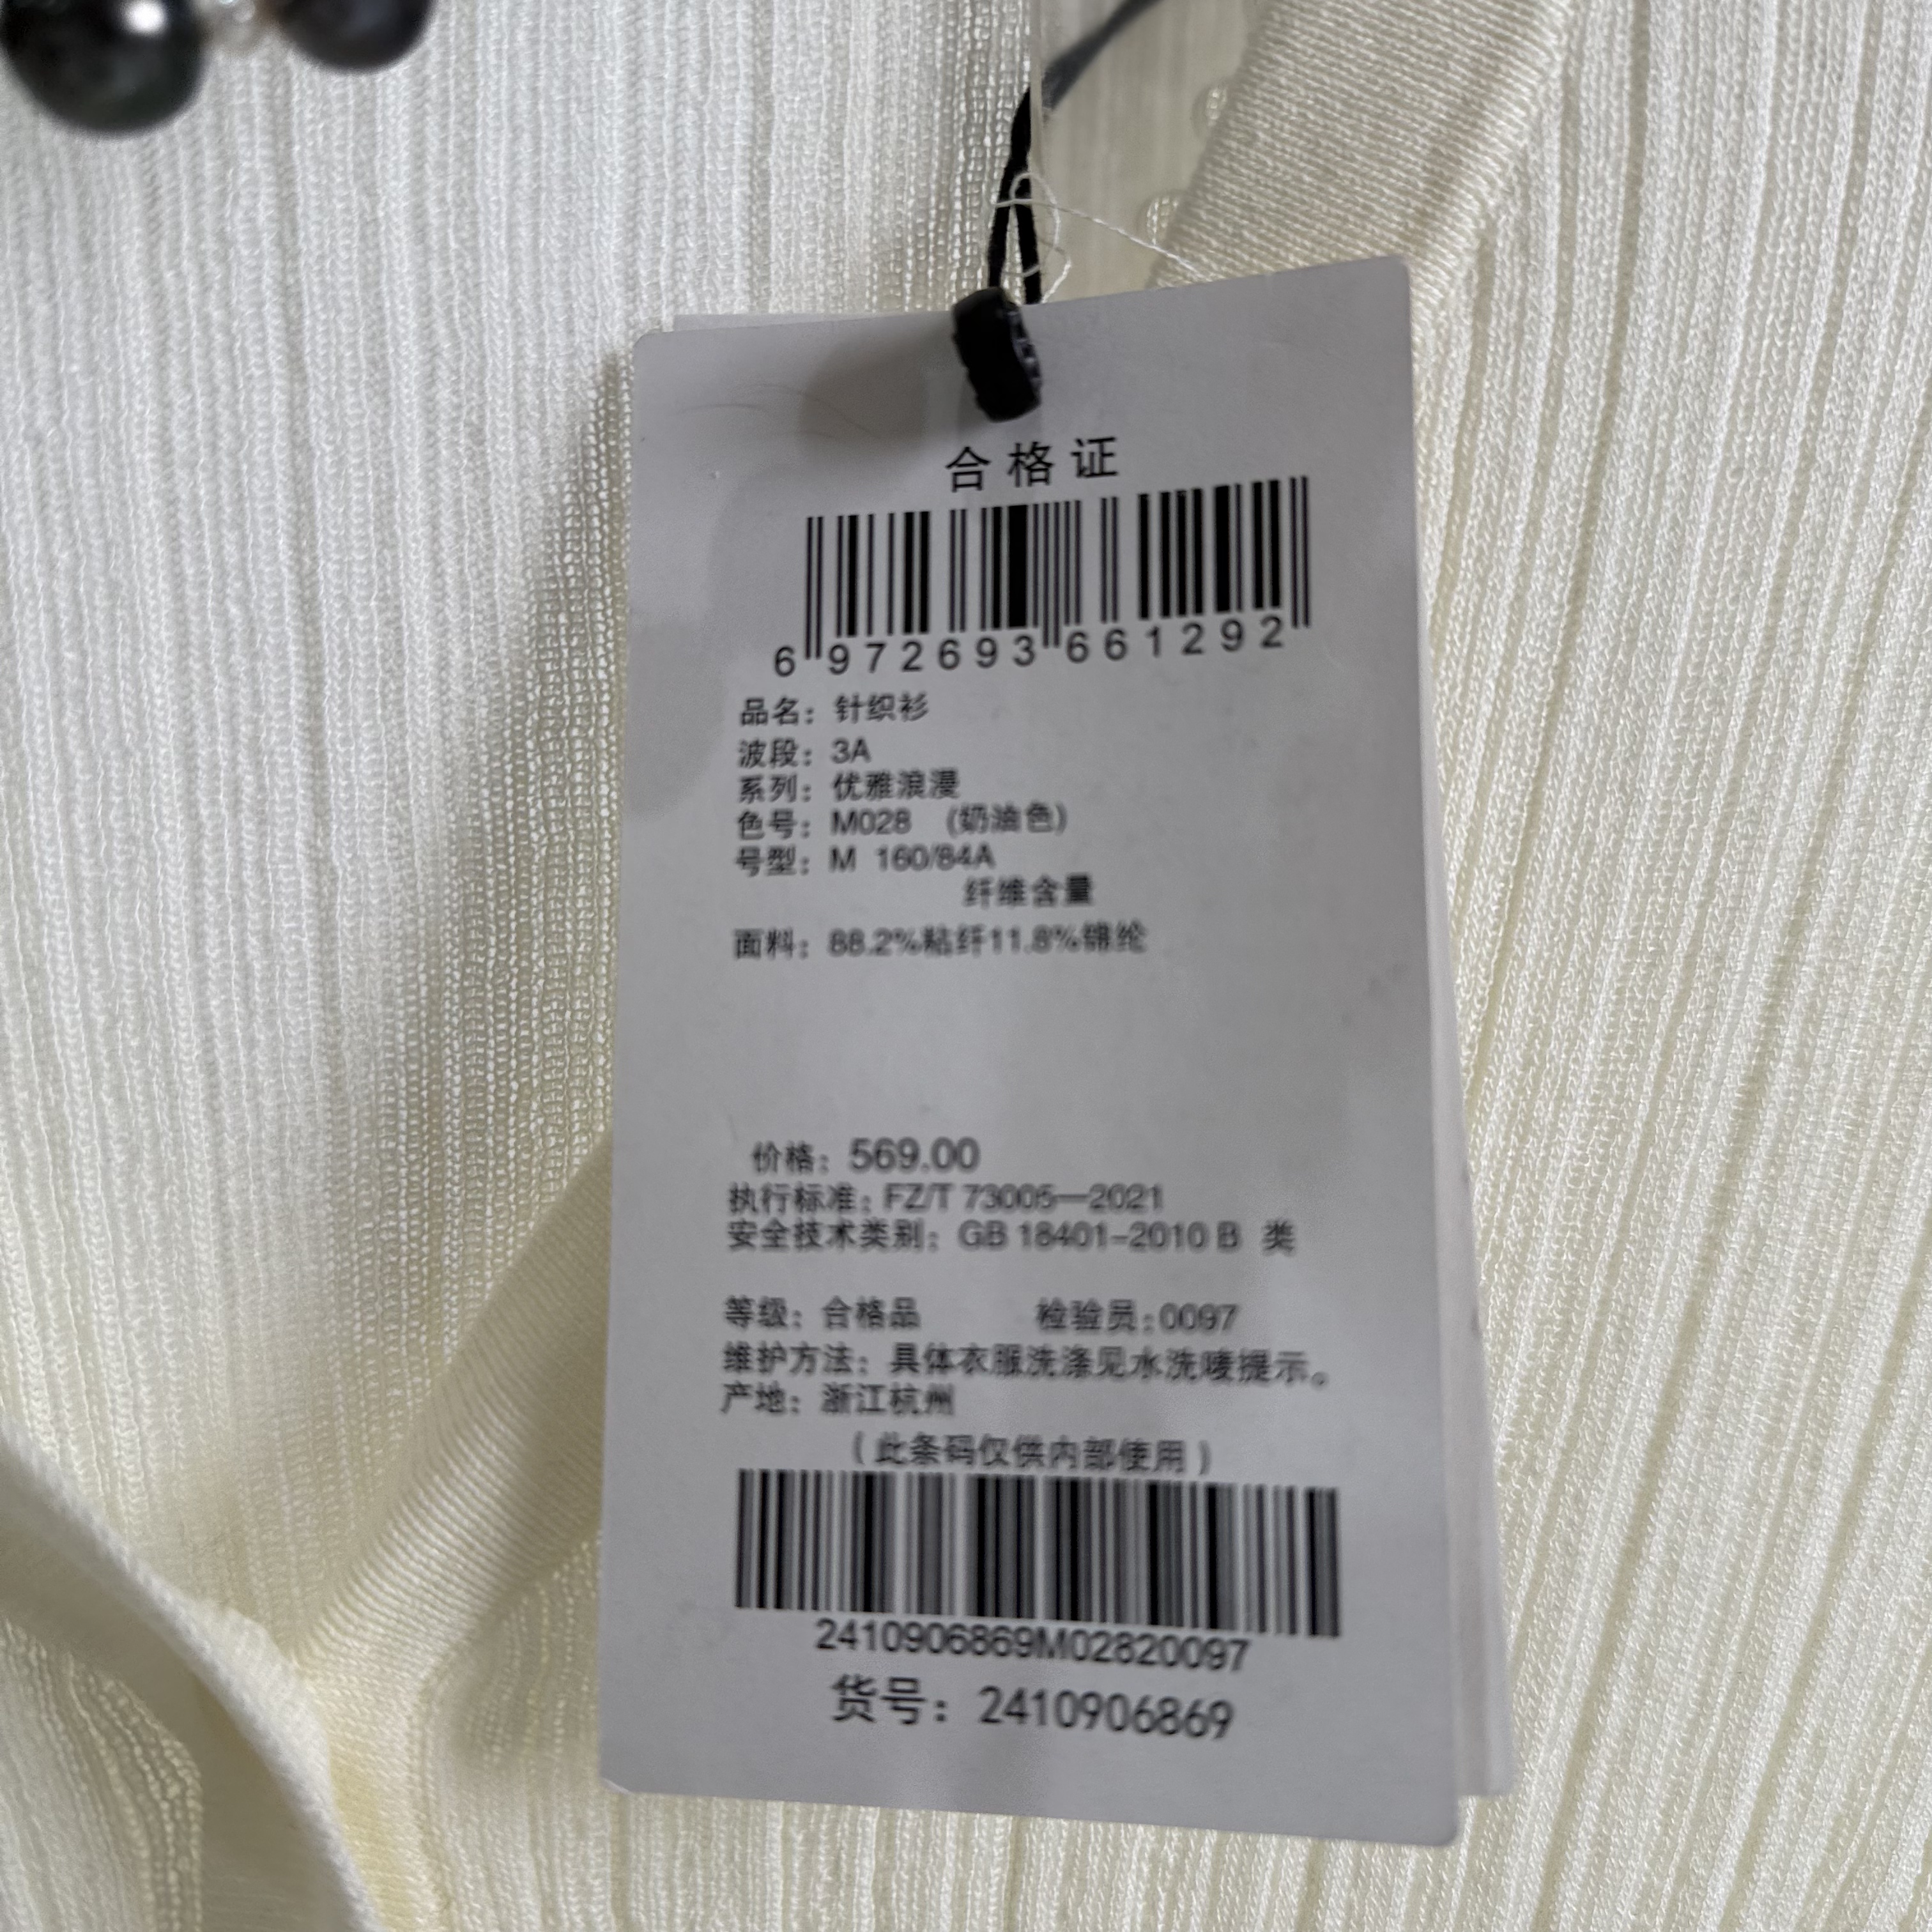 合格证
6 972693 661292
品名：针织衫
波段：3A
系列：优雅浪漫
色号：M028 (奶油色)
号型：M 160/84A
纤维含量
面料：88.2%粘纤11.8%锦纶
价格：569.00
执行标准：FZ/T 73005—2021
安全技术类别：GB 18401-2010 B 类
等级：合格品 检验员:0097
维护方法：具体衣服洗涤见水洗唛提示。
产地：浙江杭州
(此条码仅供内部使用)
2410906869M02820097
货号：2410906869